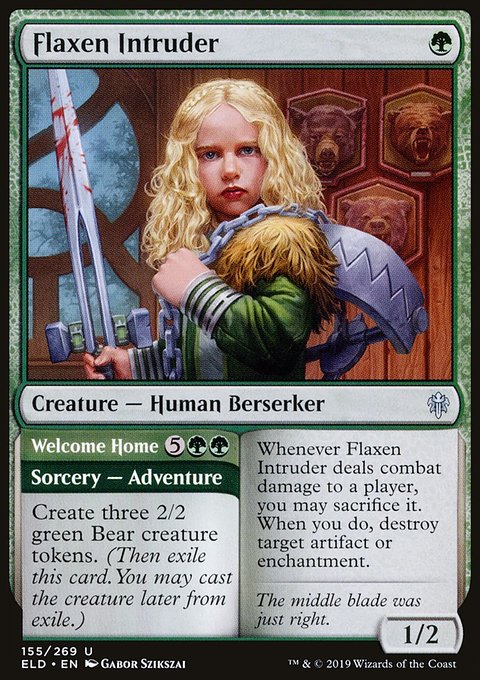 Flaxen Intruder
Creature — Human Berserker
Welcome Home 5
Sorcery — Adventure
Create three 2/2
green Bear creature
tokens. (Then exile
this card. You may cast
the creature later from
exile.)
Whenever Flaxen
Intruder deals combat
damage to a player,
you may sacrifice it.
When you do, destroy
target artifact or
enchantment.
The middle blade was
just right.
1/2
155/269 U
ELD • EN Gabor Szikszai
™ & © 2019 Wizards of the Coast